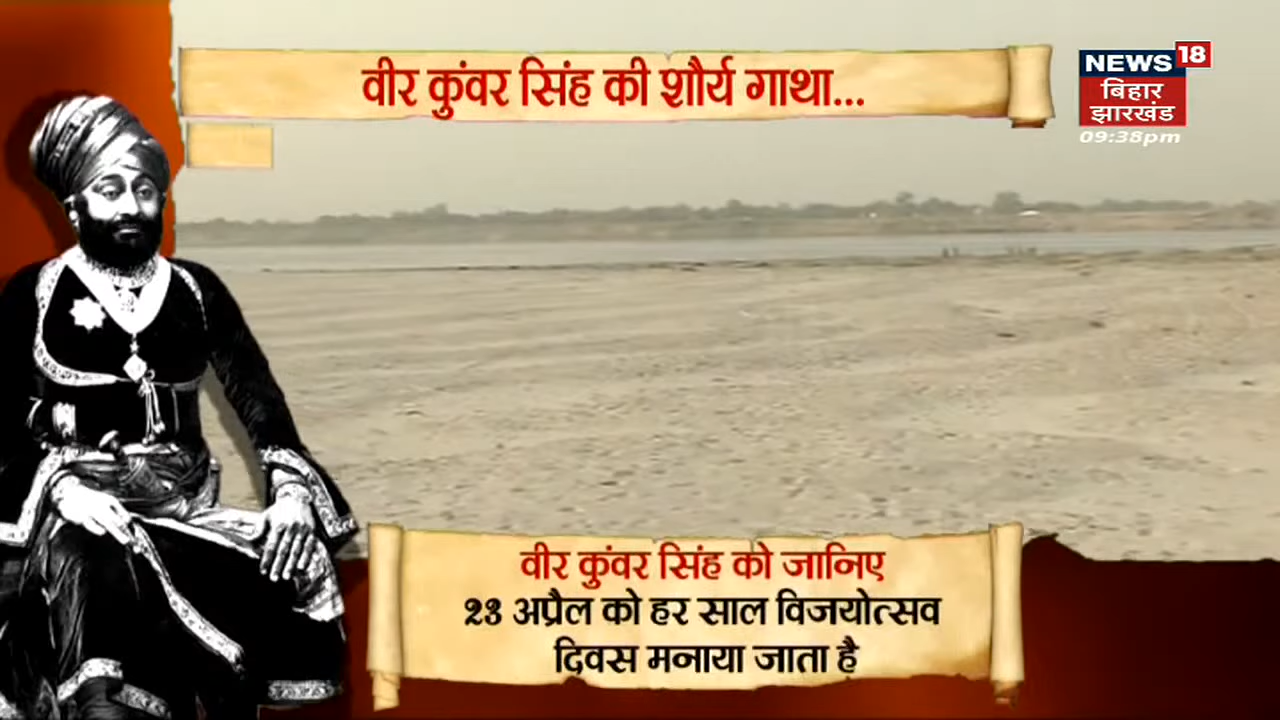 वीर कुंवर सिंह की शौर्य गाथा...
NEWS 18
बिहार
झारखंड
09:38pm
वीर कुंवर सिंह को जानिए
23 अप्रैल को हर साल विजयोत्सव
दिवस मनाया जाता है